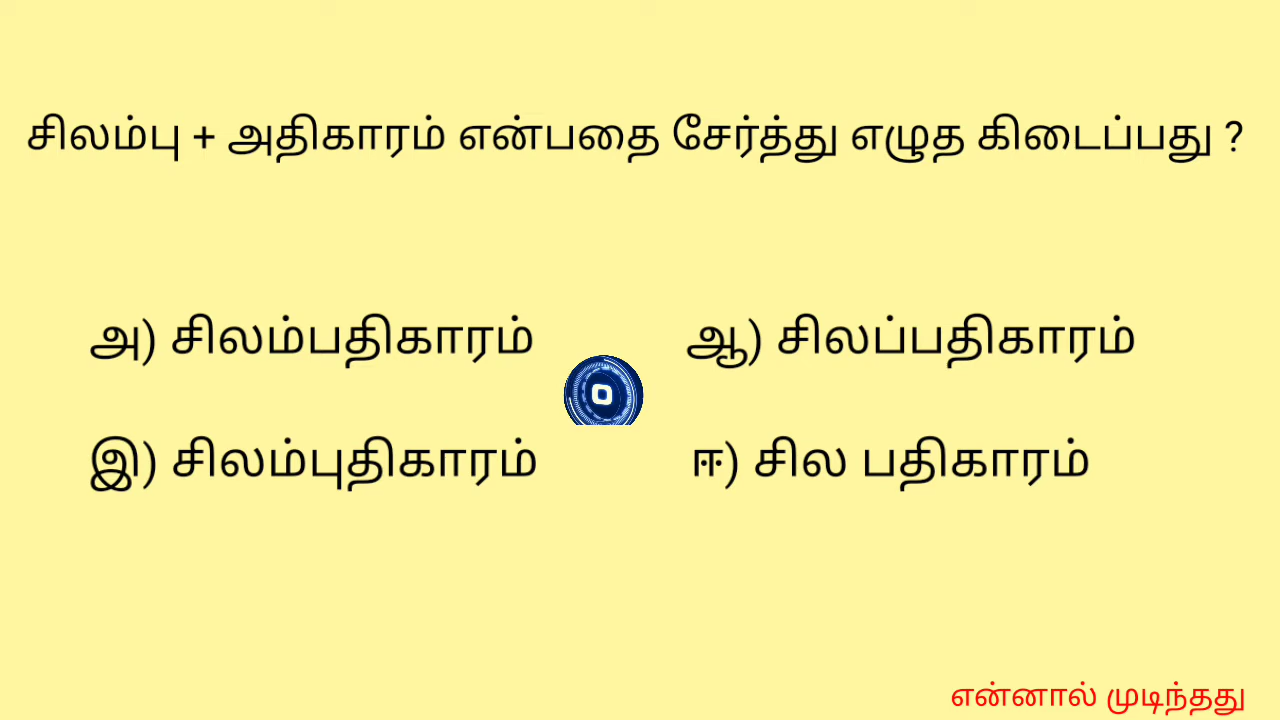 சிலம்பு + அதிகாரம் என்பதை சேர்த்து எழுத கிடைப்பது ?
அ) சிலம்பதிகாரம் ஆ) சிலப்பதிகாரம்
0
இ) சிலம்புதிகாரம் ஈ) சில பதிகாரம்
என்னால் முடிந்தது